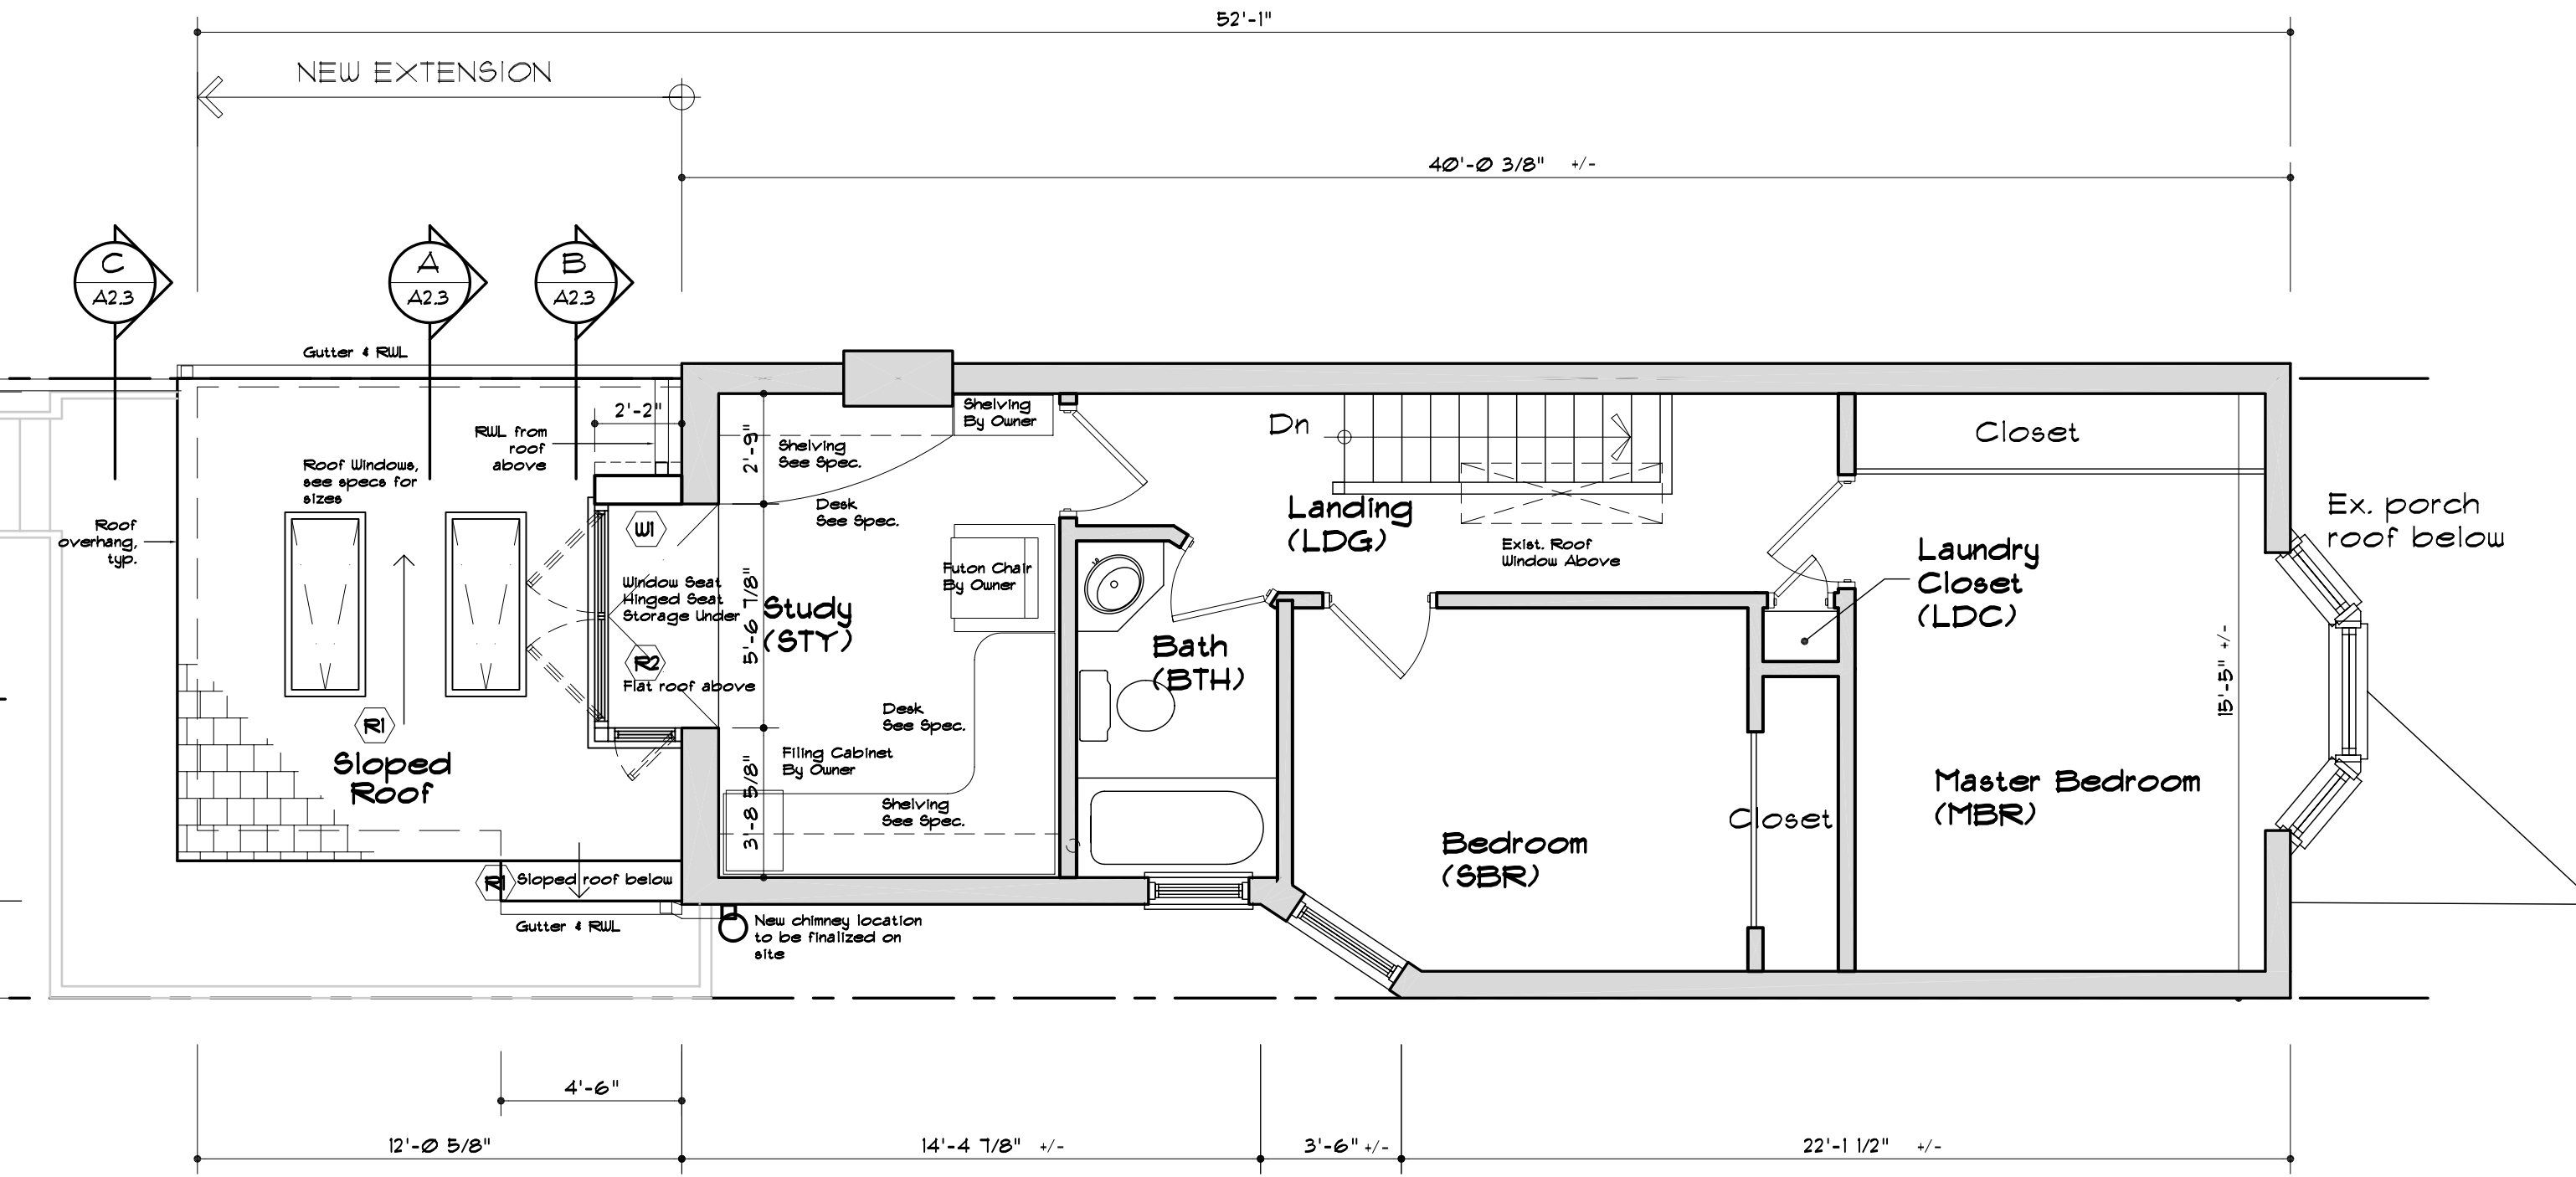 52'-1"
NEW EXTENSION
40'-0 3/8" +/-
C
A2.3
A
A2.3
B
A2.3
Gutter & RWL
2'-2"
RWL from
roof
above
Roof Windows,
see specs for
sizes
Roof
overhang,
typ.
2'-9"
Shelving
See Spec.
Shelving
By Owner
Desk
See Spec.
W1
Window Seat
Hinged Seat
Storage Under
5'-6 7/8"
Study
(STY)
Futon Chair
By Owner
R2
Flat roof above
R1
Sloped
Roof
Desk
See Spec.
Filing Cabinet
By Owner
3'-8 5/8"
Shelving
See Spec.
R1
Sloped roof below
Gutter & RWL
New chimney location
to be finalized on
site
Bath
(BTH)
Dn
Landing
(LDG)
Exist. Roof
Window Above
Closet
Laundry
Closet
(LDC)
Ex. porch
roof below
15'-5" +/-
Master Bedroom
(MBR)
Closet
Bedroom
(SBR)
4'-6"
12'-0 5/8"
14'-4 7/8" +/-
3'-6" +/-
22'-1 1/2" +/-